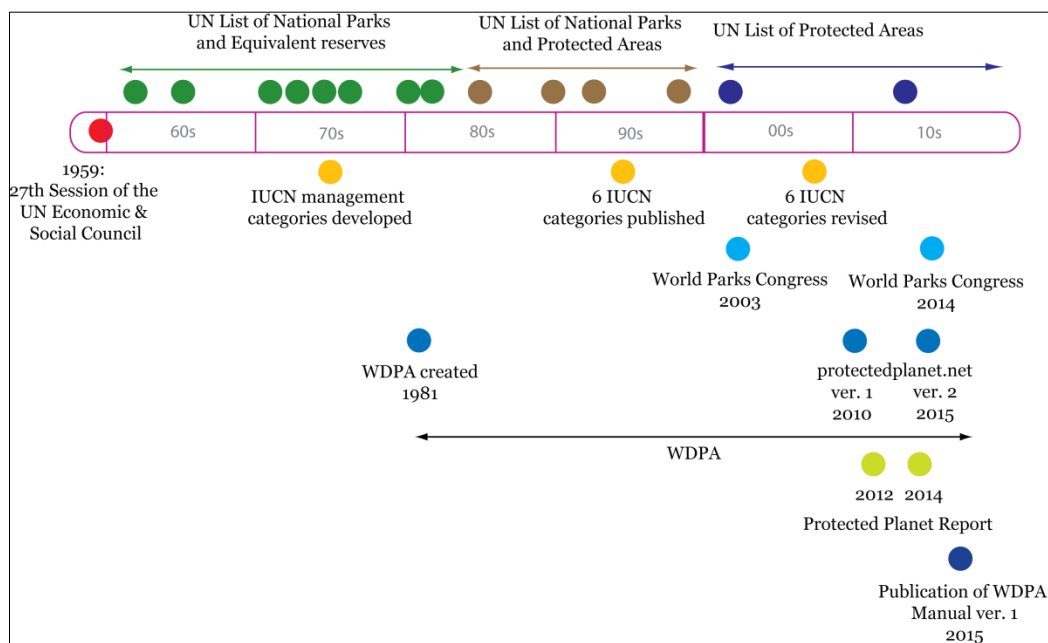 UN List of National Parks
and Equivalent reserves
UN List of National Parks
and Protected Areas
UN List of Protected Areas
60s
70s
80s
90s
00s
10s
1959:
27th Session of the
UN Economic &
Social Council
IUCN management
categories developed
6 IUCN
categories published
6 IUCN
categories revised
World Parks Congress
2003
World Parks Congress
2014
WDPA created
1981
protectedplanet.net
ver. 1
2010
ver. 2
2015
WDPA
2012
2014
Protected Planet Report
Publication of WDPA
Manual ver. 1
2015